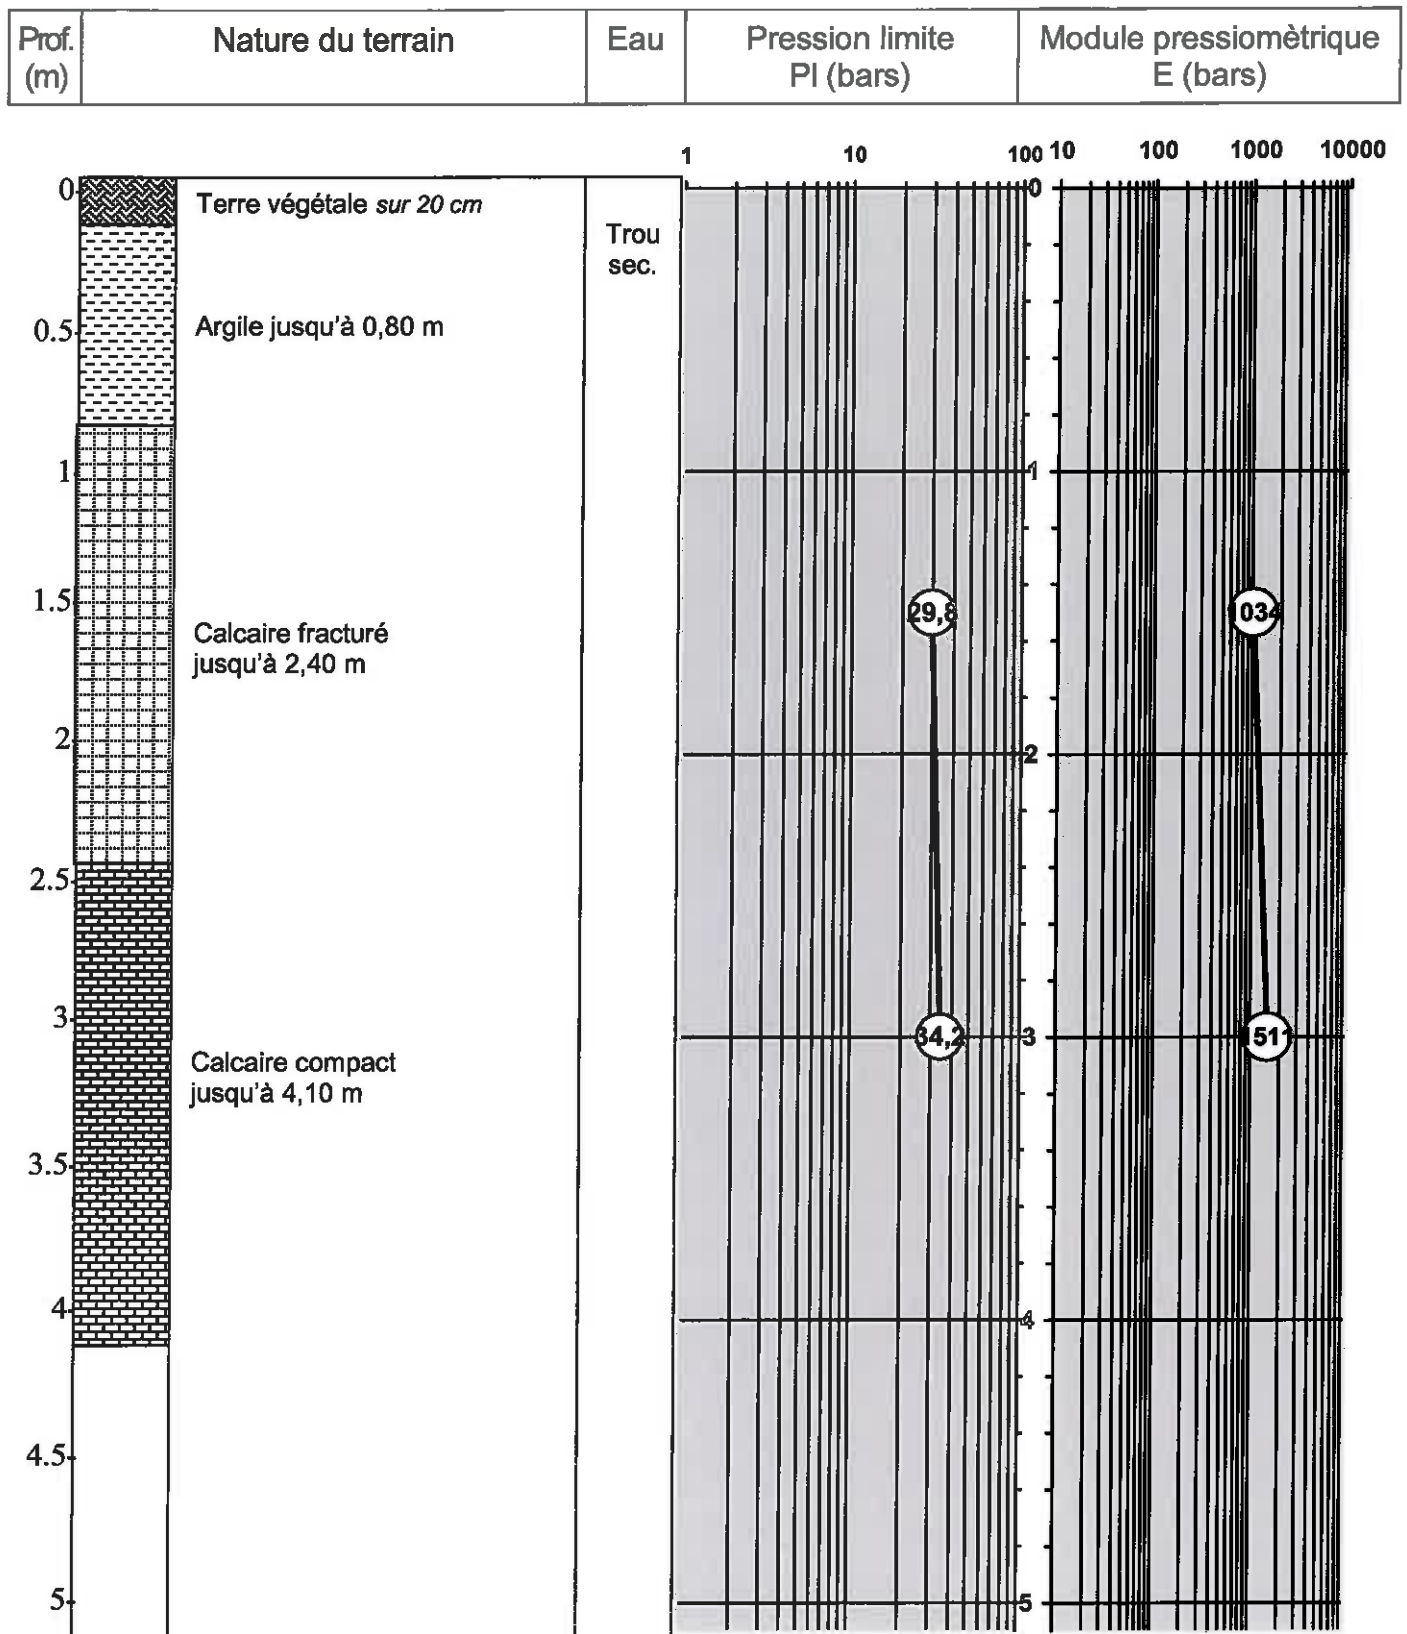 Prof.
(m)
Nature du terrain
Eau
Pression limite
Pl (bars)
Module pressiomètrique
E (bars)
1 10 100 10 100 1000 10000
0
Terre végétale sur 20 cm
Trou
sec.
0
0.5
Argile jusqu'à 0,80 m
1
1
1.5
Calcaire fracturé
jusqu'à 2,40 m
29,8
1034
2
2
2.5
3
Calcaire compact
jusqu'à 4,10 m
34,2
3
1511
3.5
4
4
4.5
5
5